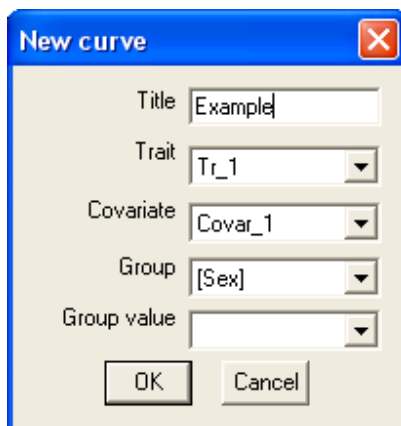 New curve
Title Example
Trait Tr_1
Covariate Covar_1
Group [Sex]
Group value
OK Cancel